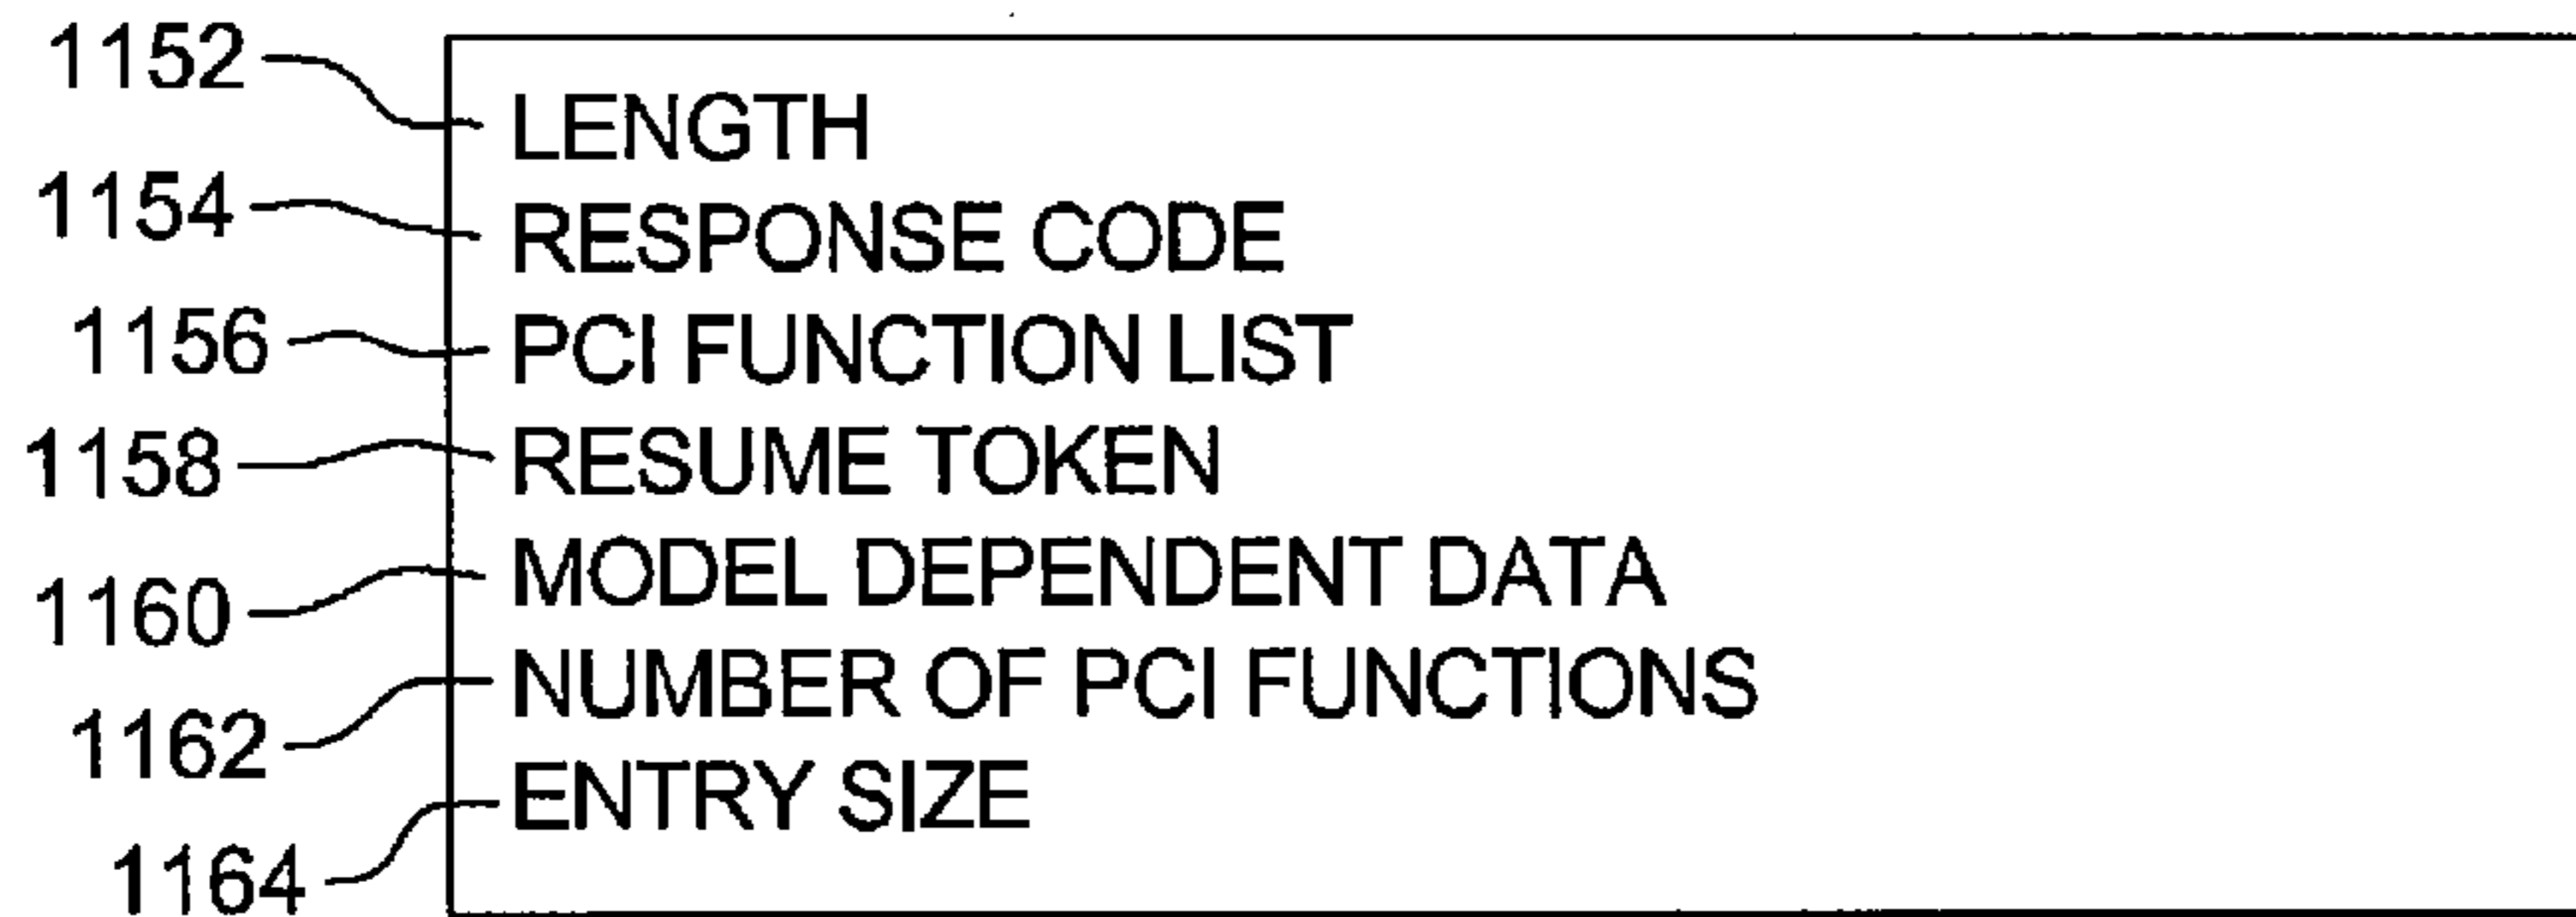 1152 LENGTH
1154 RESPONSE CODE
1156 PCI FUNCTION LIST
1158 RESUME TOKEN
1160 MODEL DEPENDENT DATA
1162 NUMBER OF PCI FUNCTIONS
1164 ENTRY SIZE